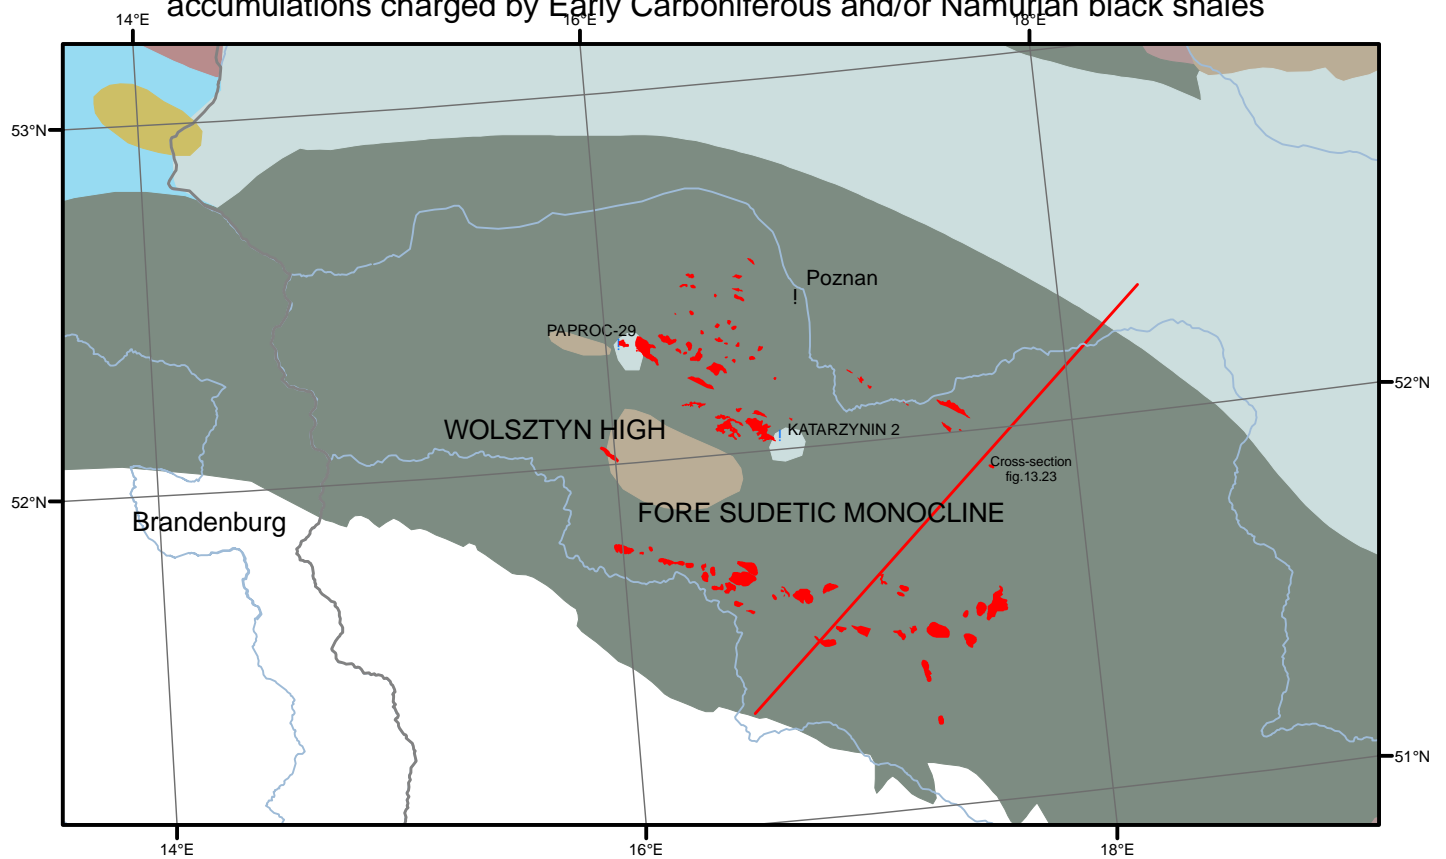 accumulations charged by Early Carboniferous and/or Namurian black shales
14°E
16°E
18°E
53°N
Poznan
!
PAPROC-29
!
52°N
WOLSZTYN HIGH
KATARZYNIN 2
!
Cross-section
fig.13.23
52°N
FORE SUDETIC MONOCLINE
Brandenburg
51°N
14°E
16°E
18°E